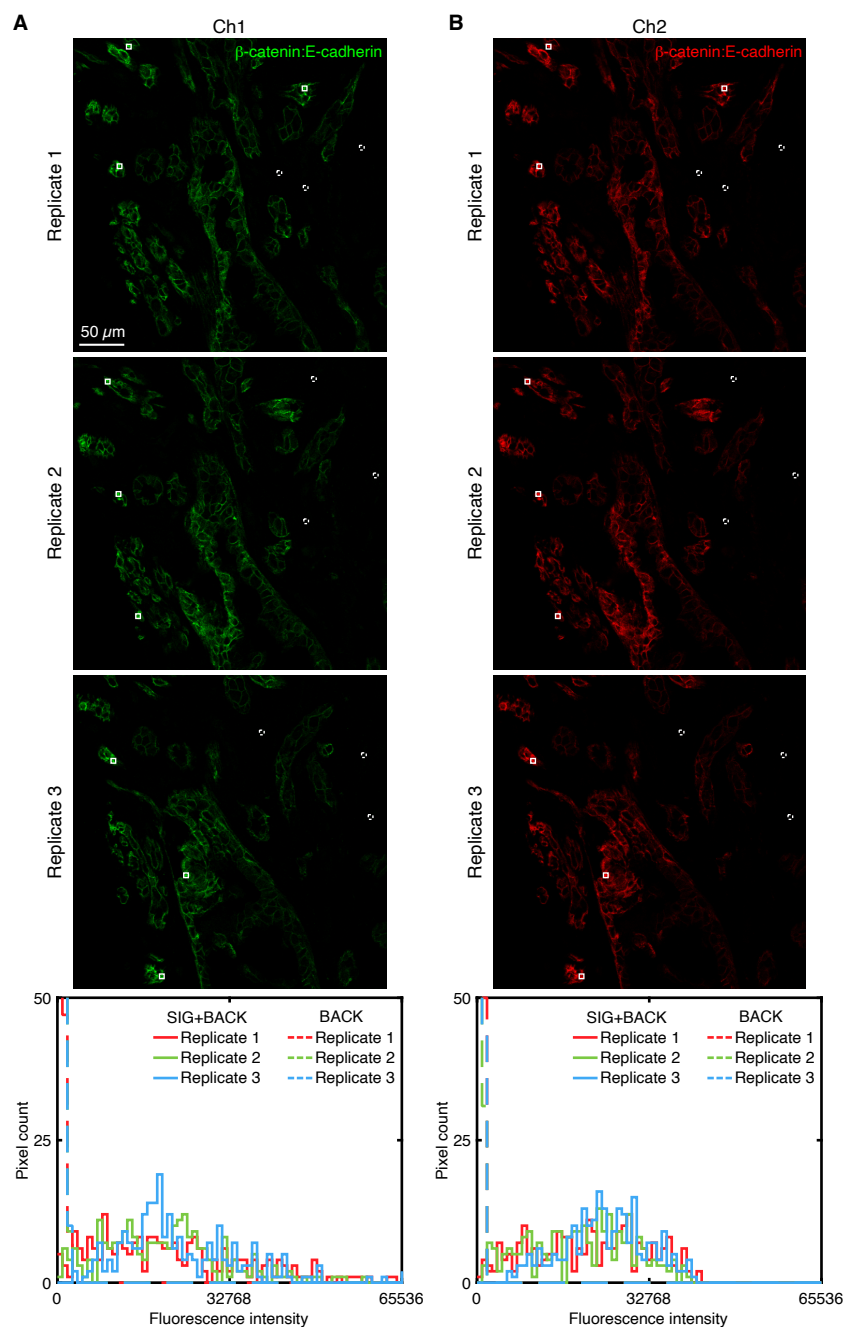 A
Ch1
β-catenin:E-cadherin
Replicate 1
50 μm
Replicate 2
Replicate 3
50
25
0
Pixel count
SIG+BACK BACK
Replicate 1 Replicate 1
Replicate 2 Replicate 2
Replicate 3 Replicate 3
0 32768 65536
Fluorescence intensity
B
Ch2
β-catenin:E-cadherin
Replicate 1
Replicate 2
Replicate 3
50
25
0
Pixel count
SIG+BACK BACK
Replicate 1 Replicate 1
Replicate 2 Replicate 2
Replicate 3 Replicate 3
0 32768 65536
Fluorescence intensity